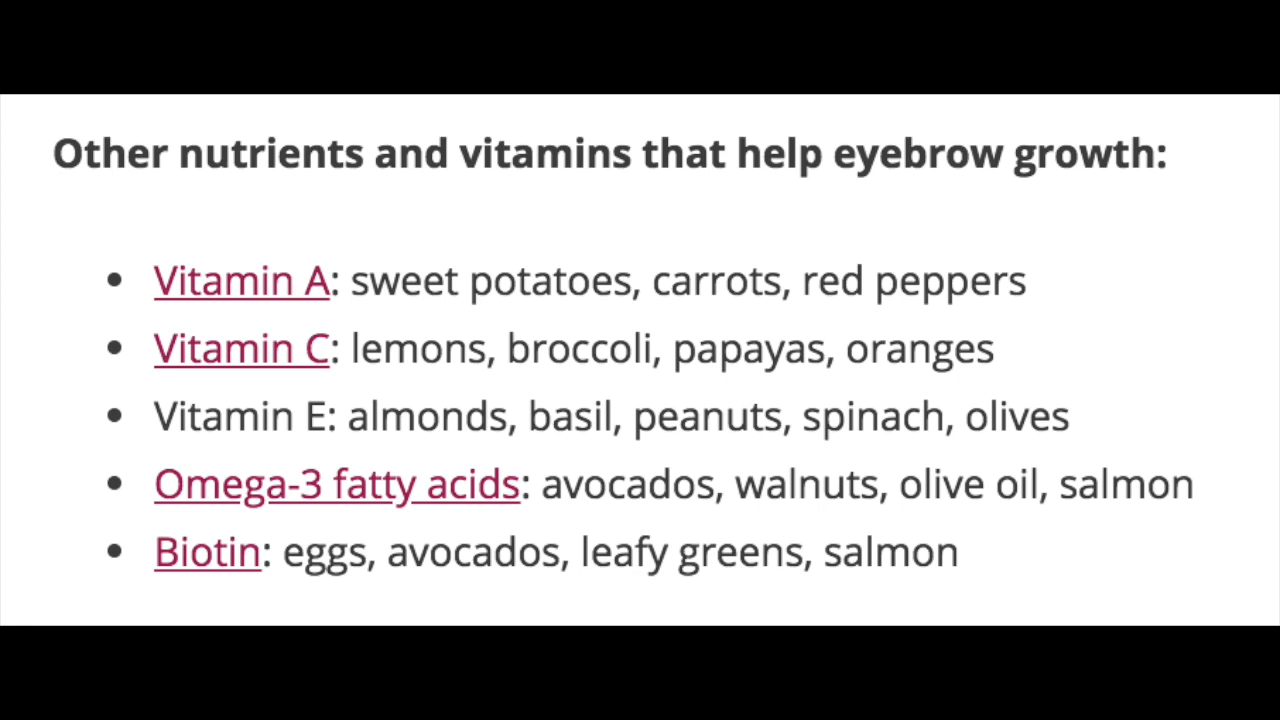 Other nutrients and vitamins that help eyebrow growth:
• Vitamin A: sweet potatoes, carrots, red peppers
• Vitamin C: lemons, broccoli, papayas, oranges
• Vitamin E: almonds, basil, peanuts, spinach, olives
• Omega-3 fatty acids: avocados, walnuts, olive oil, salmon
• Biotin: eggs, avocados, leafy greens, salmon